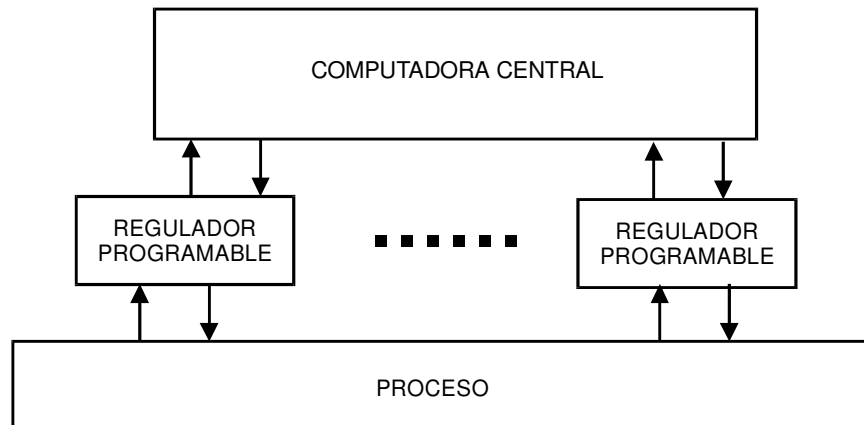 COMPUTADORA CENTRAL
REGULADOR
PROGRAMABLE
REGULADOR
PROGRAMABLE
PROCESO